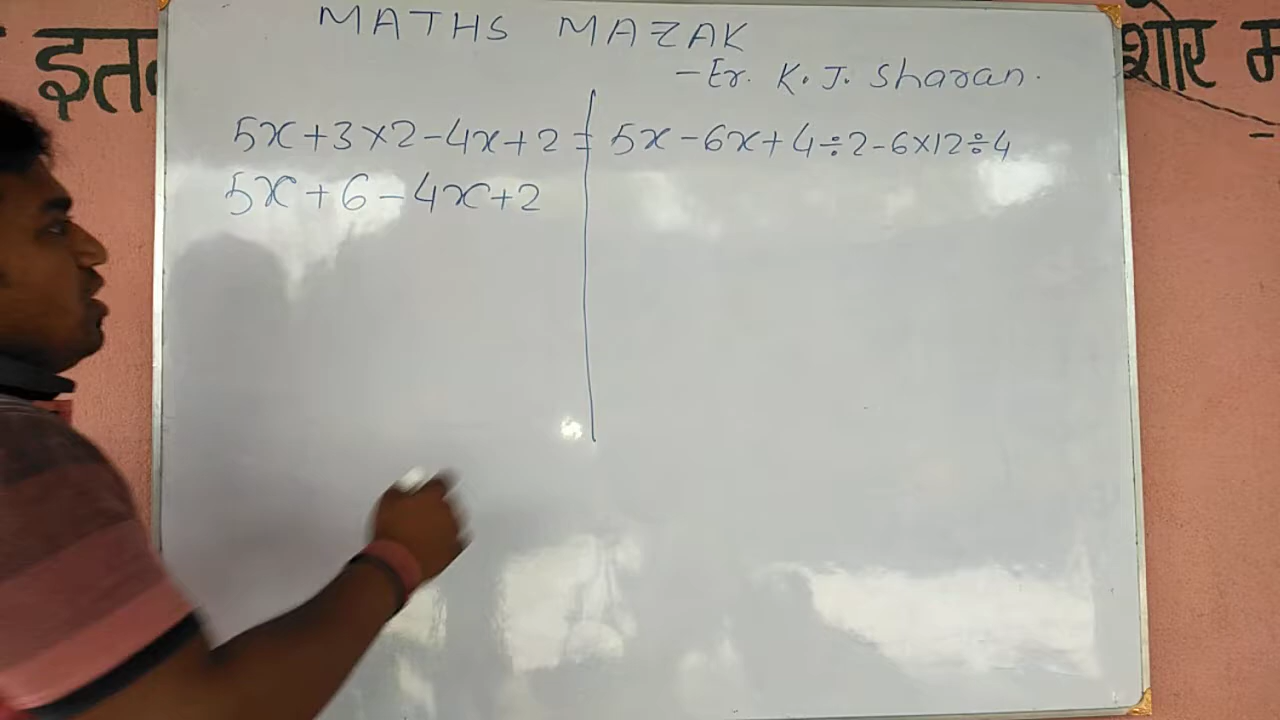 MATHS MAZAK
-Er. K. J. Sharan.
शोर म
5x+3×2-4x+2 = 5x-6x+4÷2-6×12÷4
5x+6-4x+2